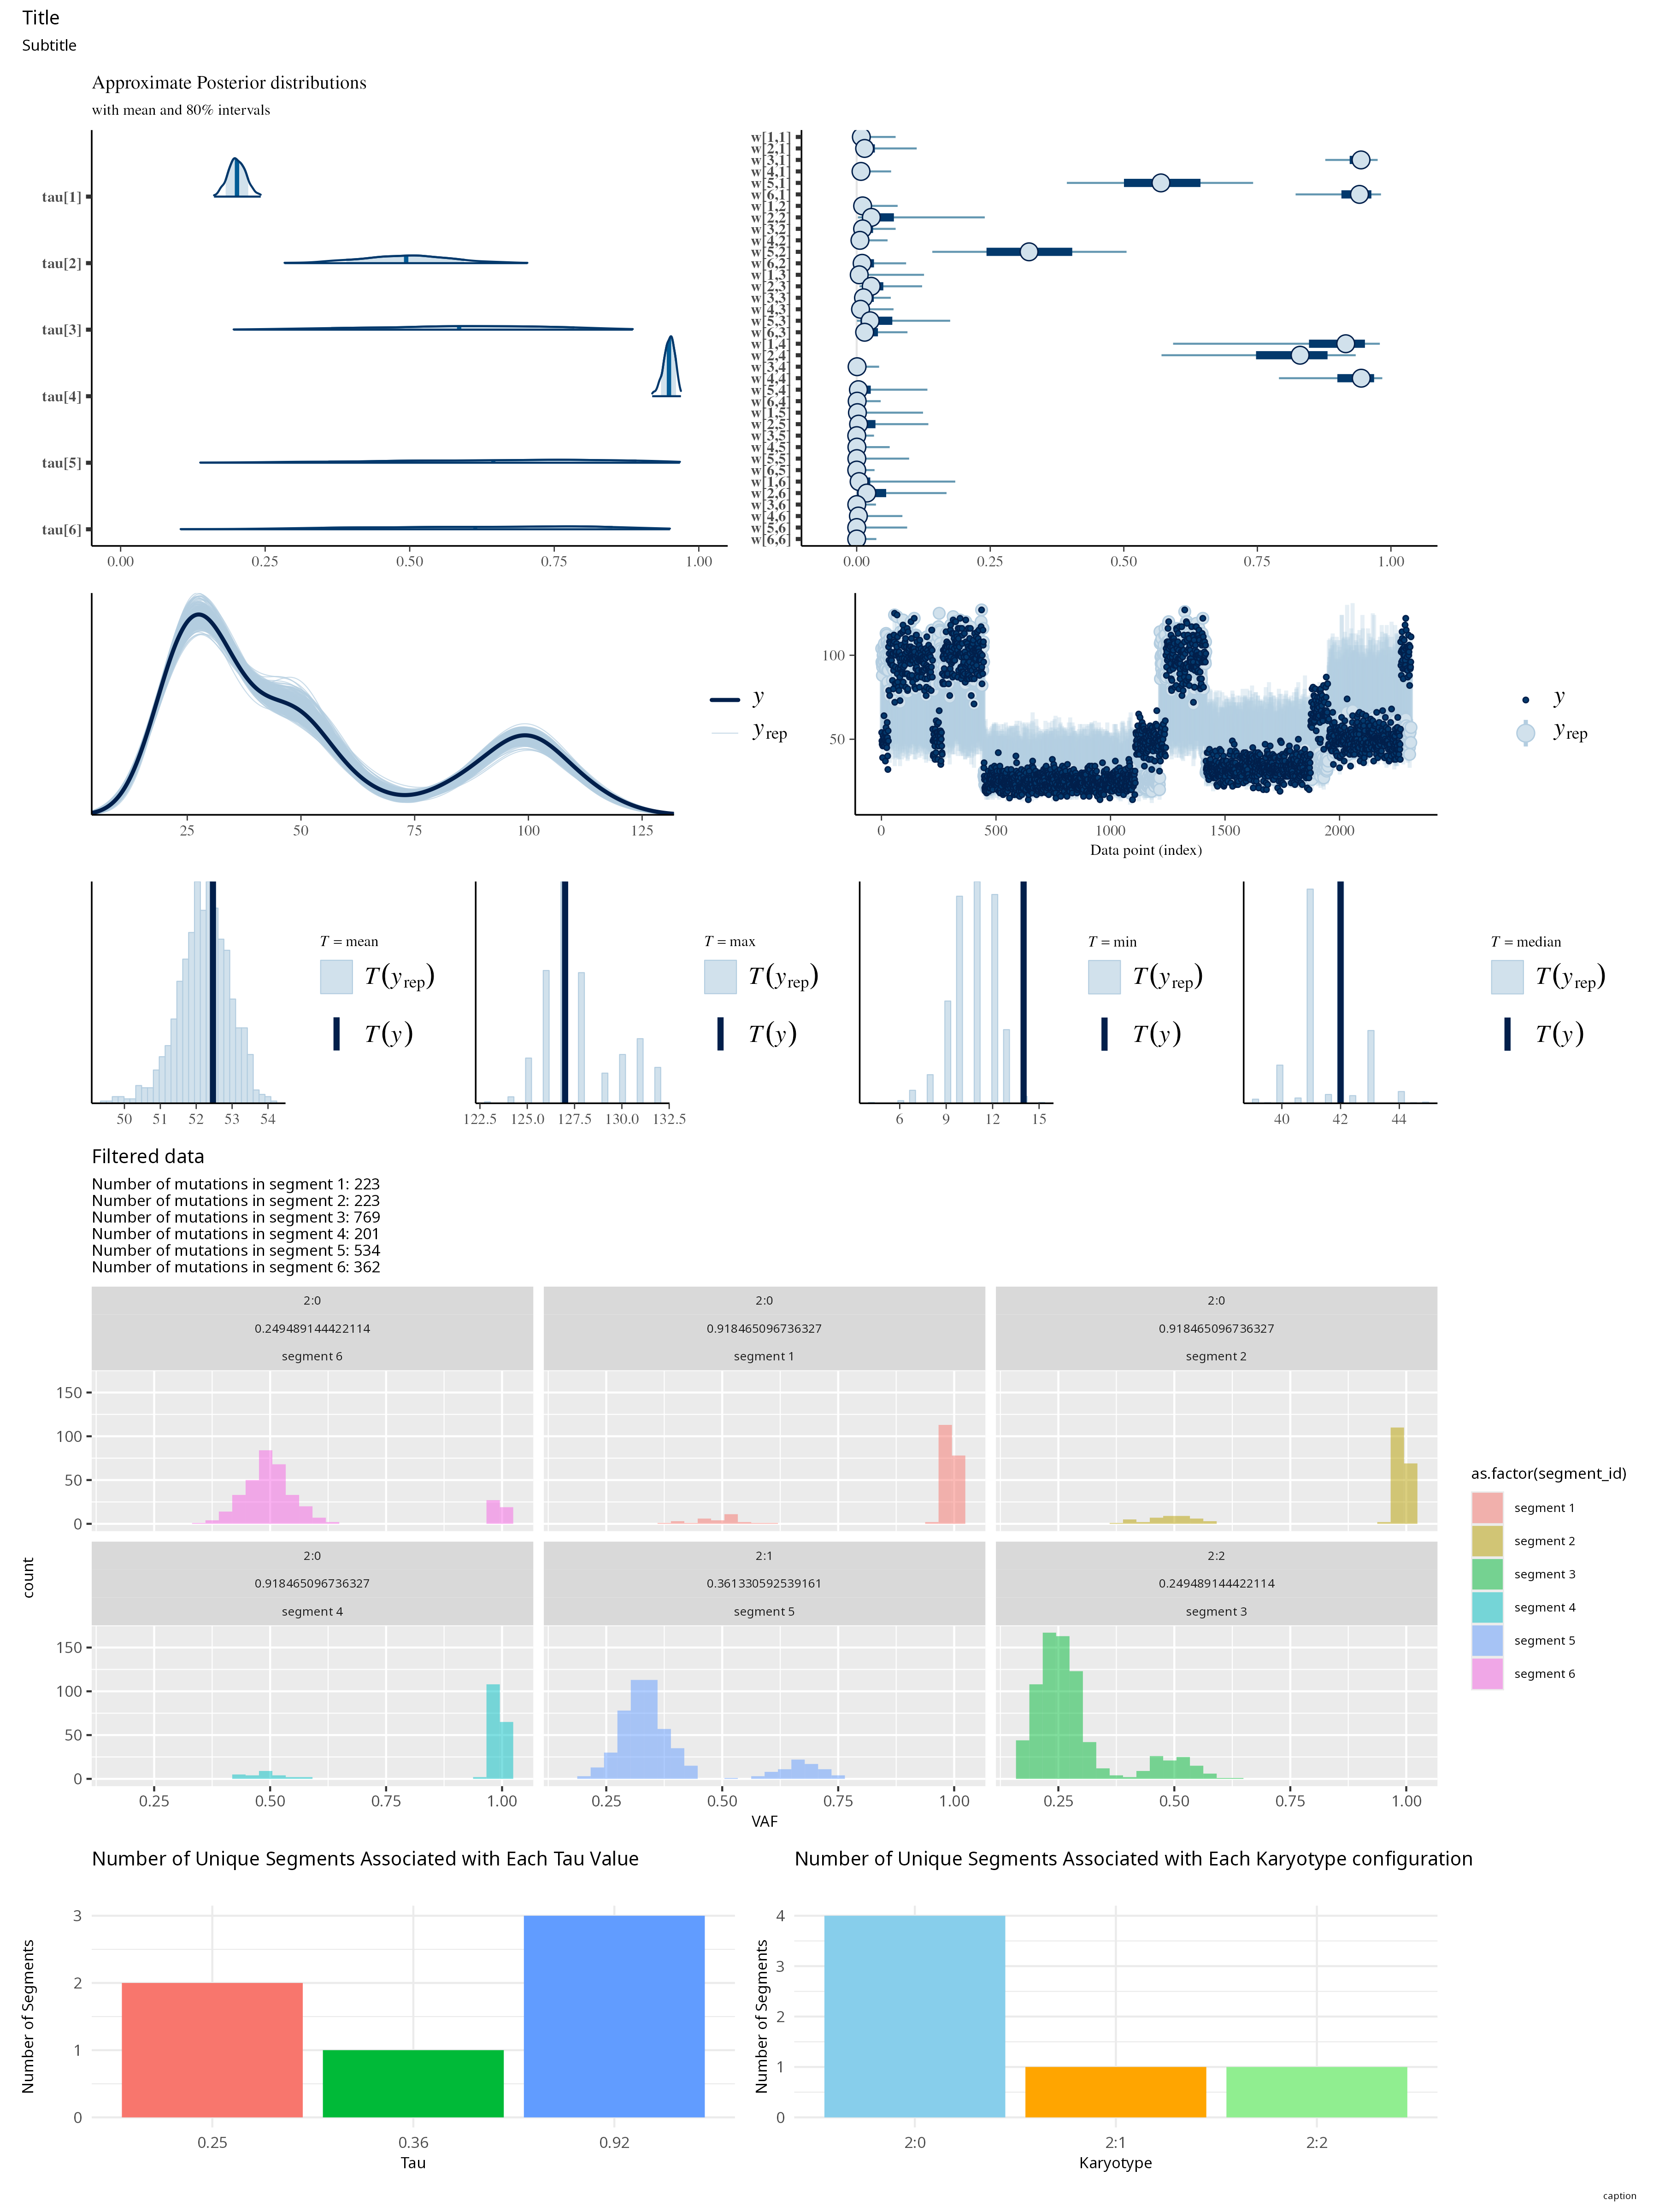 Title
Subtitle
Approximate Posterior distributions
with mean and 80% intervals
tau[1]
tau[2]
tau[3]
tau[4]
tau[5]
tau[6]
0.00 0.25 0.50 0.75 1.00
w[1,1]
w[2,1]
w[3,1]
w[4,1]
w[5,1]
w[6,1]
w[1,2]
w[2,2]
w[3,2]
w[4,2]
w[5,2]
w[6,2]
w[1,3]
w[2,3]
w[3,3]
w[4,3]
w[5,3]
w[6,3]
w[1,4]
w[2,4]
w[3,4]
w[4,4]
w[5,4]
w[6,4]
w[1,5]
w[2,5]
w[3,5]
w[4,5]
w[5,5]
w[6,5]
w[1,6]
w[2,6]
w[3,6]
w[4,6]
w[5,6]
w[6,6]
0.00 0.25 0.50 0.75 1.00
y
yrep
25 50 75 100 125
100
50
0 500 1000 1500 2000
Data point (index)
y
yrep
T = mean
T(yrep)
T(y)
50 51 52 53 54
T = max
T(yrep)
T(y)
122.5 125.0 127.5 130.0 132.5
T = min
T(yrep)
T(y)
6 9 12 15
T = median
T(yrep)
T(y)
40 42 44
Filtered data
Number of mutations in segment 1: 223
Number of mutations in segment 2: 223
Number of mutations in segment 3: 769
Number of mutations in segment 4: 201
Number of mutations in segment 5: 534
Number of mutations in segment 6: 362
2:0 2:0 2:0
0.249489144422114 0.918465096736327 0.918465096736327
segment 6 segment 1 segment 2
150
100
50
0
2:0 2:1 2:2
0.918465096736327 0.361330592539161 0.249489144422114
segment 4 segment 5 segment 3
150
100
50
0
count
0.25 0.50 0.75 1.00 0.25 0.50 0.75 1.00 0.25 0.50 0.75 1.00
VAF
as.factor(segment_id)
segment 1
segment 2
segment 3
segment 4
segment 5
segment 6
Number of Unique Segments Associated with Each Tau Value
Number of Segments
3
2
1
0
0.25 0.36 0.92
Tau
Number of Unique Segments Associated with Each Karyotype configuration
Number of Segments
4
3
2
1
0
2:0 2:1 2:2
Karyotype
caption